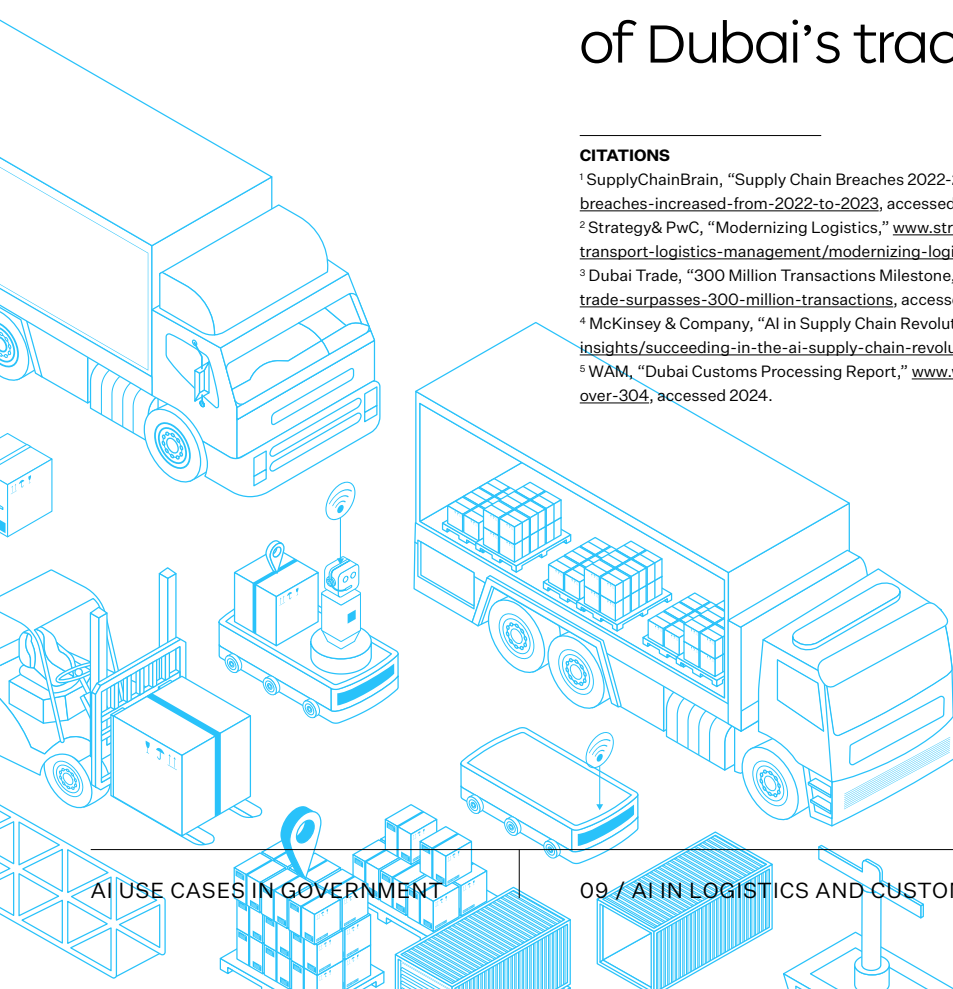 of Dubai’s trad
CITATIONS
¹ SupplyChainBrain, “Supply Chain Breaches 2022-
breaches-increased-from-2022-to-2023, accessed
² Strategy& PwC, “Modernizing Logistics,” www.str
transport-logistics-management/modernizing-logi
³ Dubai Trade, “300 Million Transactions Milestone,
trade-surpasses-300-million-transactions, accesse
⁴ McKinsey & Company, “AI in Supply Chain Revolut
insights/succeeding-in-the-ai-supply-chain-revolu
⁵ WAM, “Dubai Customs Processing Report,” www.
over-304, accessed 2024.
AI USE CASES IN GOVERNMENT
09 / AI IN LOGISTICS AND CUSTOM